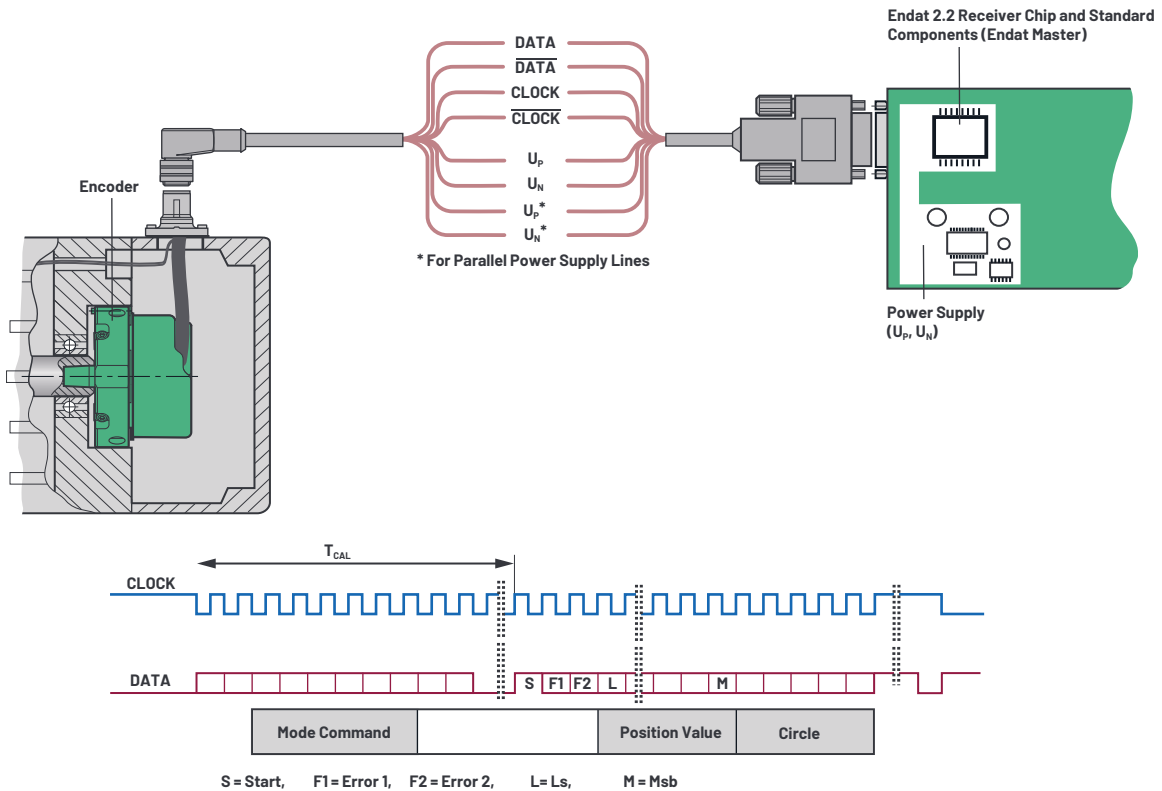 Endat 2.2 Receiver Chip and Standard
Components (Endat Master)
DATA
DATA
CLOCK
CLOCK
Uₚ
Uₙ
Uₚ*
Uₙ*
* For Parallel Power Supply Lines
Encoder
Power Supply
(Uₚ, Uₙ)
T_CAL
CLOCK
DATA
S F1 F2 L M
Mode Command Position Value Circle
S = Start, F1 = Error 1, F2 = Error 2, L= Ls, M = Msb